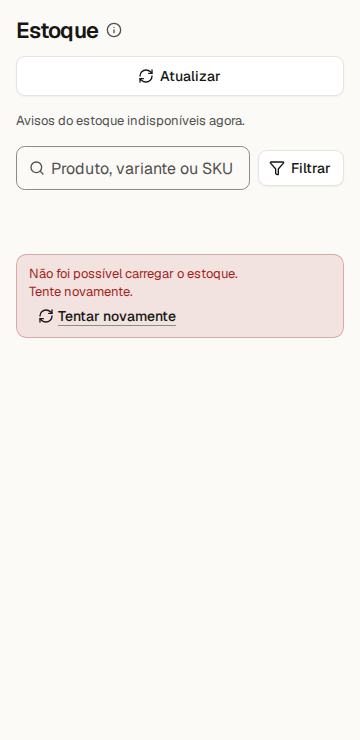 Estoque
Atualizar
Avisos do estoque indisponíveis agora.
Produto, variante ou SKU
Filtrar
Não foi possível carregar o estoque.
Tente novamente.
Tentar novamente